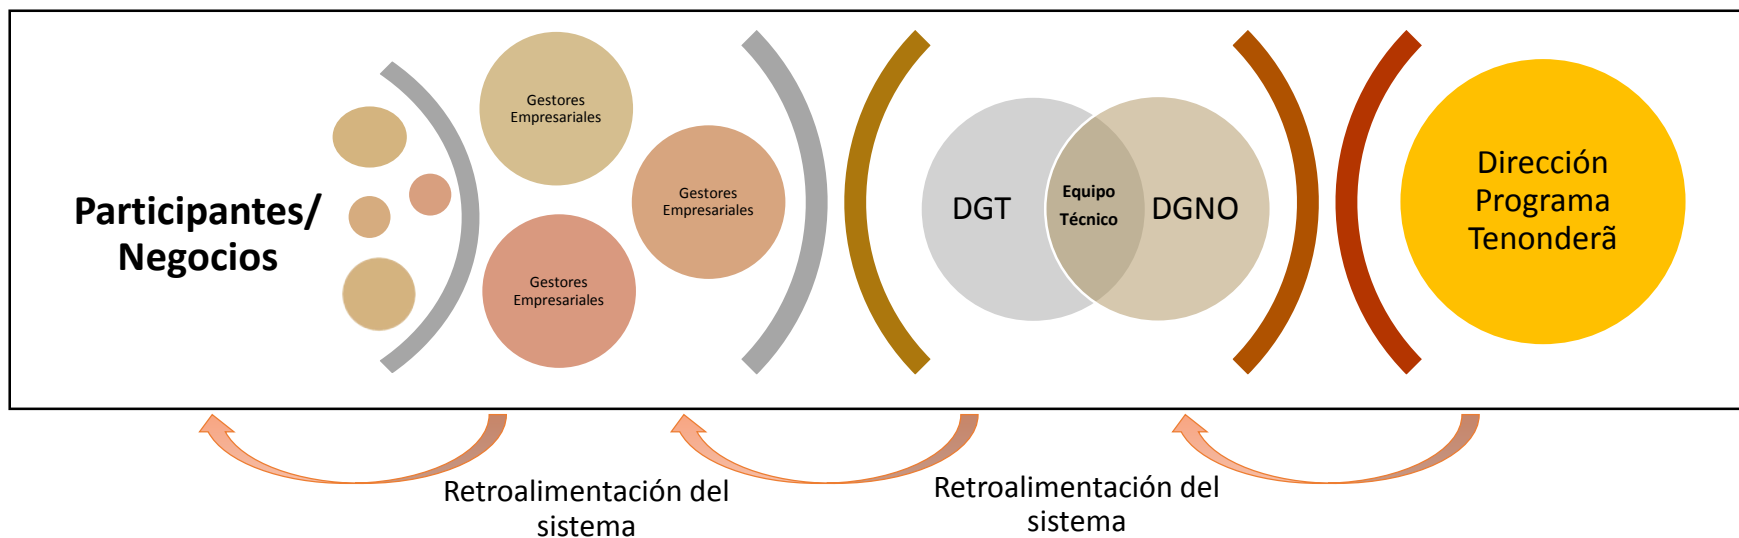 Participantes/
Negocios
Gestores
Empresariales
Gestores
Empresariales
Gestores
Empresariales
DGT
Equipo
Técnico
DGNO
Dirección
Programa
Tenonderã
Retroalimentación del
sistema
Retroalimentación del
sistema